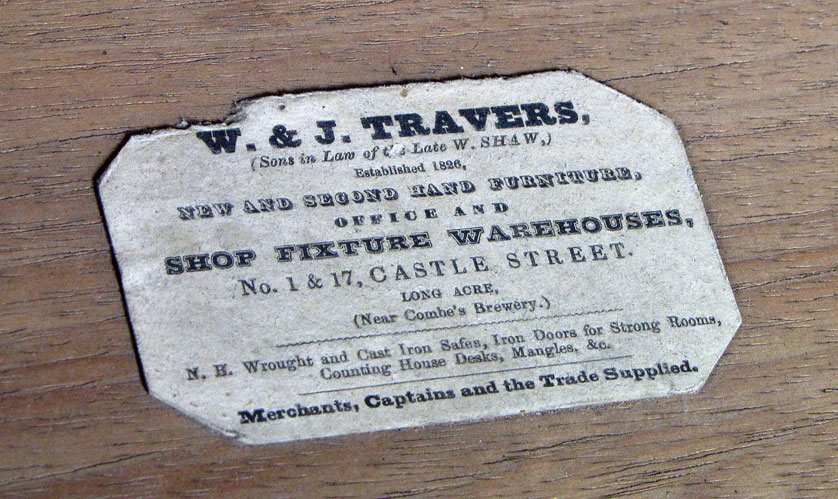 W. & J. TRAVERS,
(Sons in Law of the Late W. SHAW,)
Established 1826,
NEW AND SECOND HAND FURNITURE,
OFFICE AND
SHOP FIXTURE WAREHOUSES,
No. 1 & 17, CASTLE STREET.
LONG ACRE,
(Near Combe's Brewery.)
N. B. Wrought and Cast Iron Safes, Iron Doors for Strong Rooms,
Counting House Desks, Mangles, &c.
Merchants, Captains and the Trade Supplied.